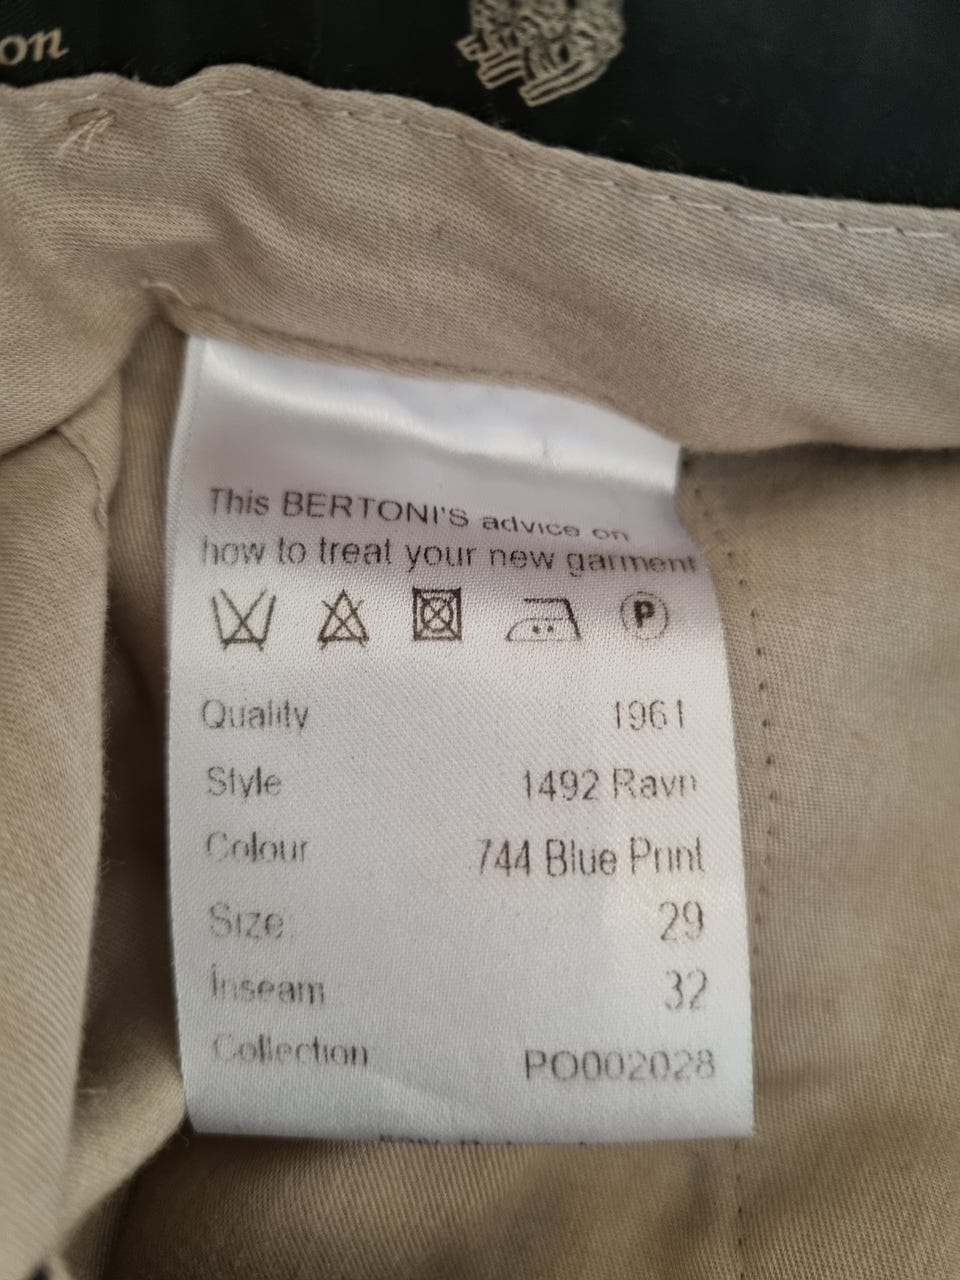 on
This BERTONI'S advice on
how to treat your new garment
P
Quality 1961
Style 1492 Ravn
Colour 744 Blue Print
Size 29
Inseam 32
Collection PO002028